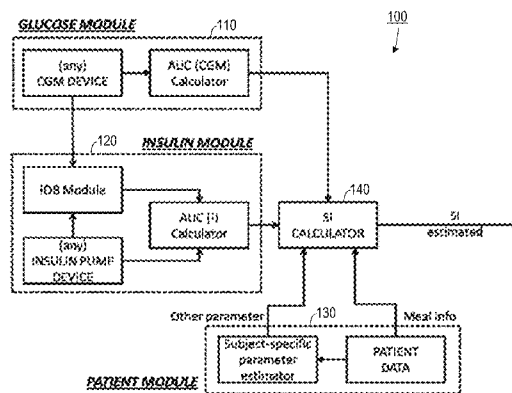 GLUCOSE MODULE
110
100
(any)
CGM DEVICE
AUC (CGM)
Calculator
120
INSULIN MODULE
IOB Module
140
AUC (I)
Calculator
SI
CALCULATOR
SI
estimated
(any)
INSULIN PUMP
DEVICE
Other parameter
130
Meal info
Subject-specific
parameter
estimator
PATIENT
DATA
PATIENT MODULE